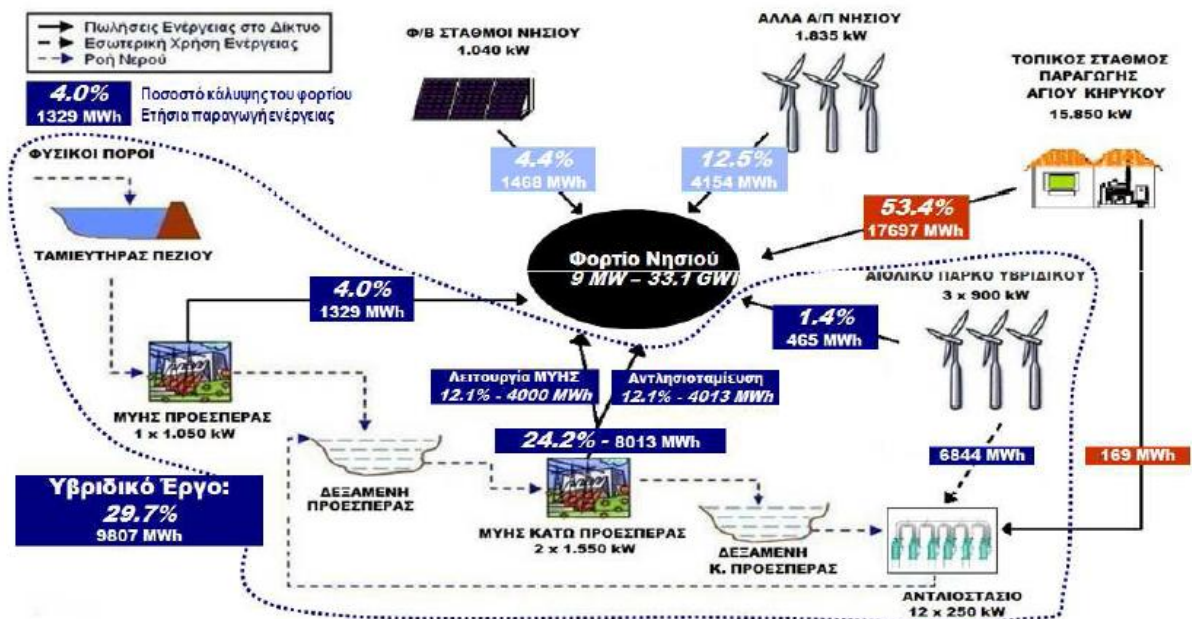 Πωλήσεις Ενέργειας στο Δίκτυο
Εσωτερική Χρήση Ενέργειας
Ροή Νερού
4.0%
1329 MWh
Ποσοστό κάλυψης του φορτίου
Ετήσια παραγωγή ενέργειας
Φ/Β ΣΤΑΘΜΟΙ ΝΗΣΙΟΥ
1.040 kW
ΑΛΛΑ Α/Π ΝΗΣΙΟΥ
1.835 kW
ΤΟΠΙΚΟΣ ΣΤΑΘΜΟΣ
ΠΑΡΑΓΩΓΗΣ
ΑΓΙΟΥ ΚΗΡΥΚΟΥ
15.850 kW
ΦΥΣΙΚΟΙ ΠΟΡΟΙ
4.4%
1468 MWh
12.5%
4154 MWh
53.4%
17697 MWh
ΤΑΜΙΕΥΤΗΡΑΣ ΠΕΖΙΟΥ
Φορτίο Νησιού
9 MW – 33.1 GWI
ΑΙΟΛΙΚΟ ΠΑΡΚΟ ΥΒΡΙΔΙΚΟΥ
3 x 900 kW
4.0%
1329 MWh
1.4%
465 MWh
Λειτουργία ΜΥΗΣ
12.1% - 4000 MWh
Αντλησιοταμίευση
12.1% - 4013 MWh
ΜΥΗΣ ΠΡΟΕΣΠΕΡΑΣ
1 x 1.050 kW
24.2% - 8013 MWh
6844 MWh
169 MWh
Υβριδικό Έργο:
29.7%
9807 MWh
ΔΕΞΑΜΕΝΗ
ΠΡΟΕΣΠΕΡΑΣ
ΜΥΗΣ ΚΑΤΩ ΠΡΟΕΣΠΕΡΑΣ
2 x 1.550 kW
ΔΕΞΑΜΕΝΗ
Κ. ΠΡΟΕΣΠΕΡΑΣ
ΑΝΤΛΙΟΣΤΑΣΙΟ
12 x 250 kW